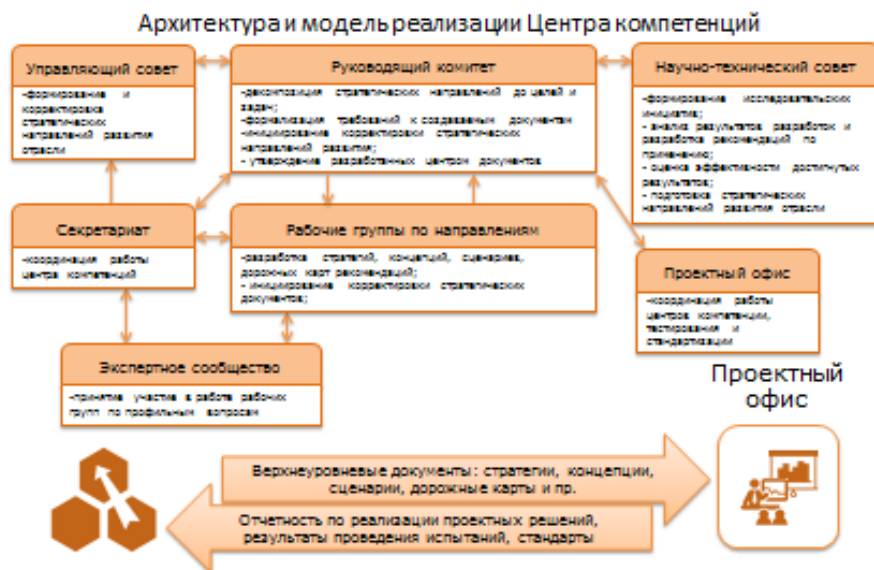 Архитектура и модель реализации Центра компетенций
Управляющий совет
-формирование и
корректировка
стратегических
направлений развития
отрасли
Руководящий комитет
-декомпозиция стратегических направлений до целей и
задач;
-формализация требований к создаваемым документам
-инициирование корректировки стратегических
направлений развития;
- утверждение разработанных центром документов
Научно-технический совет
-формирование исследовательских
инициатив;
- анализ результатов разработок и
разработка рекомендаций по
применению;
- оценка эффективности достигнутых
результатов;
- подготовка стратегических
направлений развития отрасли
Секретариат
-координация работы
центра компетенций
Рабочие группы по направлениям
-разработка стратегий, концепций, сценариев,
дорожных карт рекомендаций;
- инициирование корректировки стратегических
документов;
Проектный офис
-координация работы
центров компетенции,
тестирования и
стандартизации
Экспертное сообщество
-принятие участие в работе рабочих
групп по профильным вопросам
Проектный
офис
Верхнеуровневые документы: стратегии, концепции,
сценарии, дорожные карты и пр.
Отчетность по реализации проектных решений,
результаты проведения испытаний, стандарты